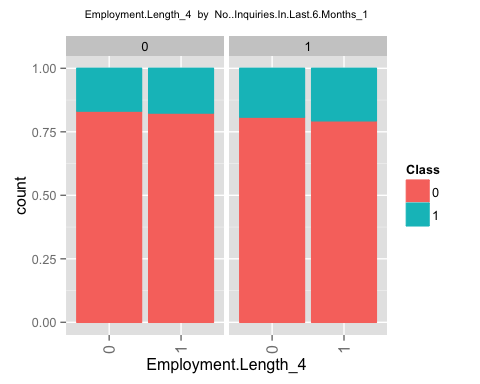 Employment.Length_4 by No..Inquiries.In.Last.6.Months_1
0 1
1.00
0.75
0.50
0.25
0.00
count
0 1 0 1
Employment.Length_4
Class
0
1